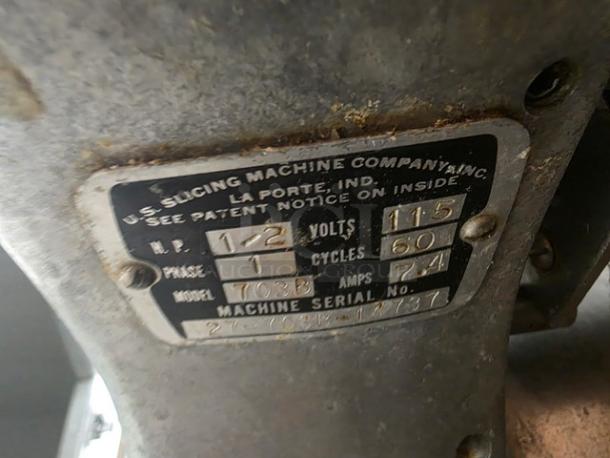 U.S. SLICING MACHINE COMPANY, INC.
LA PORTE, IND.
SEE PATENT NOTICE ON INSIDE
H.P. 1/2 VOLTS 115
PHASE 1 CYCLES 60
MODEL 703B AMPS 7.4
MACHINE SERIAL NO.